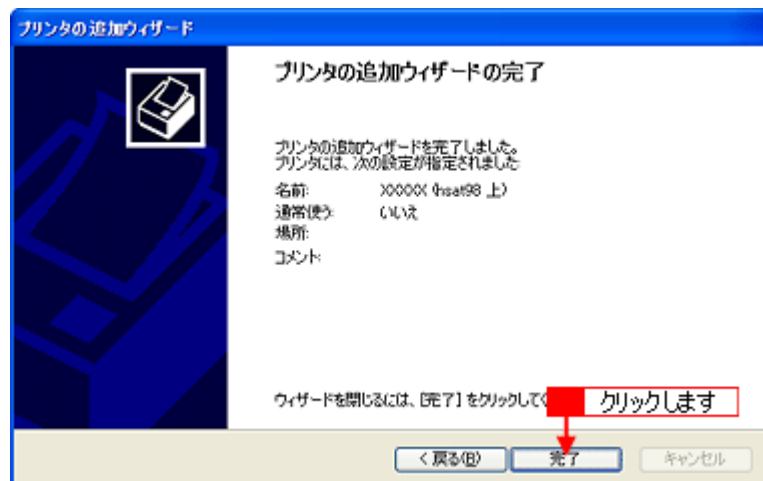 プリンタの追加ウィザード
プリンタの追加ウィザードの完了
プリンタの追加ウィザードを完了しました。
プリンタには、次の設定が指定されました
名前: XXXXX (hsat98 上)
通常使う: いいえ
場所:
コメント:
ウィザードを閉じるには、[完了] をクリックしてく
クリックします
< 戻る(B)
完了
キャンセル